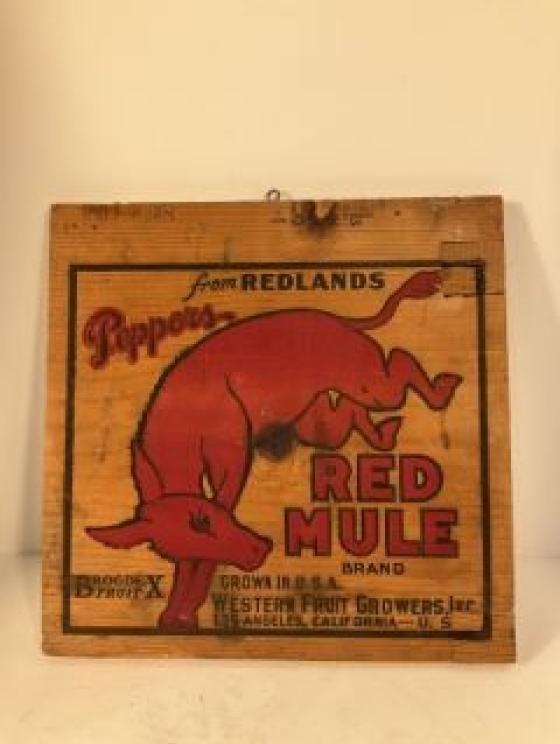 from REDLANDS
Peppers
RED
MULE
BRAND
BROGDEX
FRUIT
GROWN IN U.S.A.
WESTERN FRUIT GROWERS, Inc.
LOS ANGELES, CALIFORNIA — U. S.